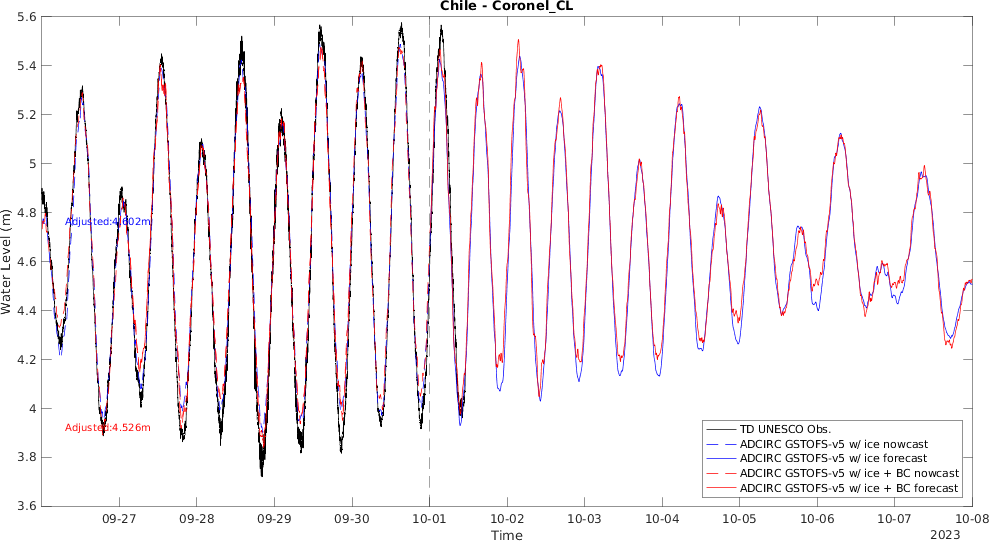 Chile - Coronel_CL
Water Level (m)
5.6
5.4
5.2
5
4.8
4.6
4.4
4.2
4
3.8
3.6
Adjusted:4.602m
Adjusted:4.526m
TD UNESCO Obs.
ADCIRC GSTOFS-v5 w/ ice nowcast
ADCIRC GSTOFS-v5 w/ ice forecast
ADCIRC GSTOFS-v5 w/ ice + BC nowcast
ADCIRC GSTOFS-v5 w/ ice + BC forecast
09-27 09-28 09-29 09-30 10-01 10-02 10-03 10-04 10-05 10-06 10-07 10-08
Time
2023